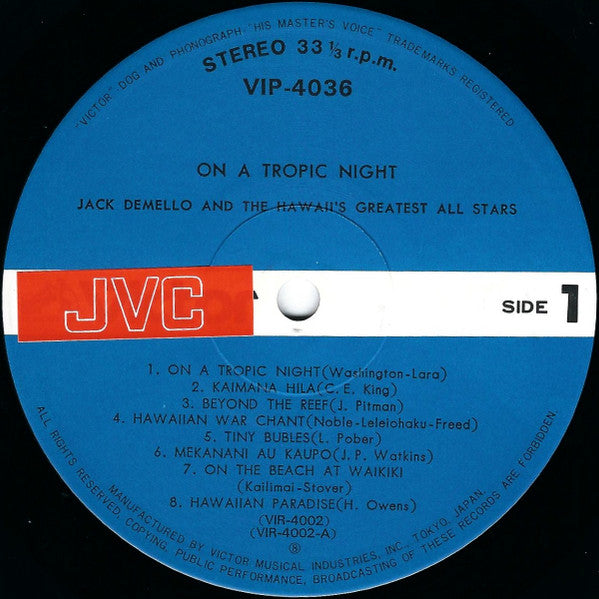 "VICTOR" DOG AND PHONOGRAPH · "HIS MASTER'S VOICE" · TRADEMARKS REGISTERED
STEREO 33 1/3 r.p.m.
VIP-4036
ON A TROPIC NIGHT
JACK DEMELLO AND THE HAWAII'S GREATEST ALL STARS
JVC
SIDE 1
1. ON A TROPIC NIGHT(Washington-Lara)
2. KAIMANA HILA(C. E. King)
3. BEYOND THE REEF(J. Pitman)
4. HAWAIIAN WAR CHANT(Noble-Leleiohaku-Freed)
5. TINY BUBLES(L. Pober)
6. MEKANANI AU KAUPO(J. P. Watkins)
7. ON THE BEACH AT WAIKIKI
(Kailimai-Stover)
8. HAWAIIAN PARADISE(H. Owens)
(VIR-4002)
(VIR-4002-A)
Ⓡ
ALL RIGHTS RESERVED, COPYING, PUBLIC PERFORMANCE, BROADCASTING OF THESE RECORDS ARE FORBIDDEN.
MANUFACTURED BY VICTOR MUSICAL INDUSTRIES, INC. TOKYO, JAPAN.